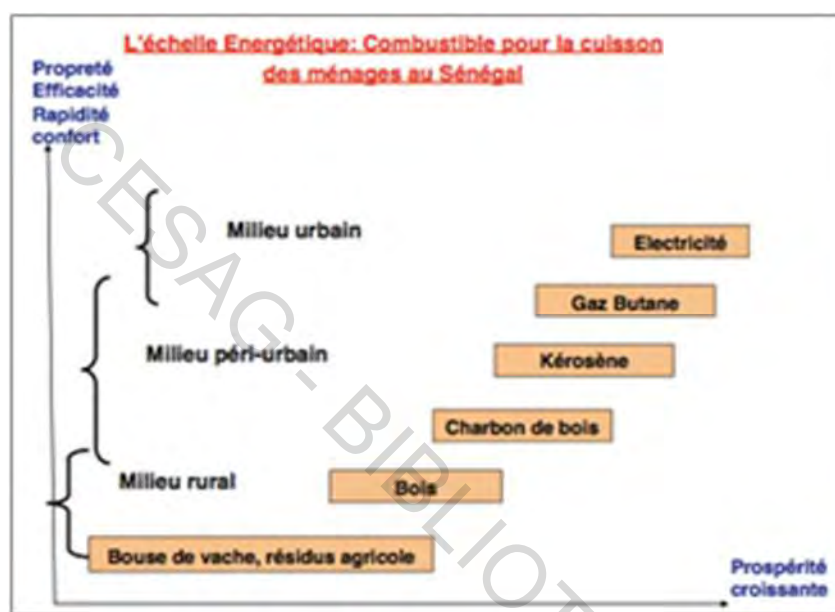 L'échelle Energétique: Combustible pour la cuisson
des ménages au Sénégal
Propreté
Efficacité
Rapidité
confort
Milieu urbain
Electricité
Gaz Butane
Milieu péri-urbain
Kérosène
Charbon de bois
Milieu rural
Bois
Bouse de vache, résidus agricole
Prospérité
croissante
CESAG - BIBLIOT